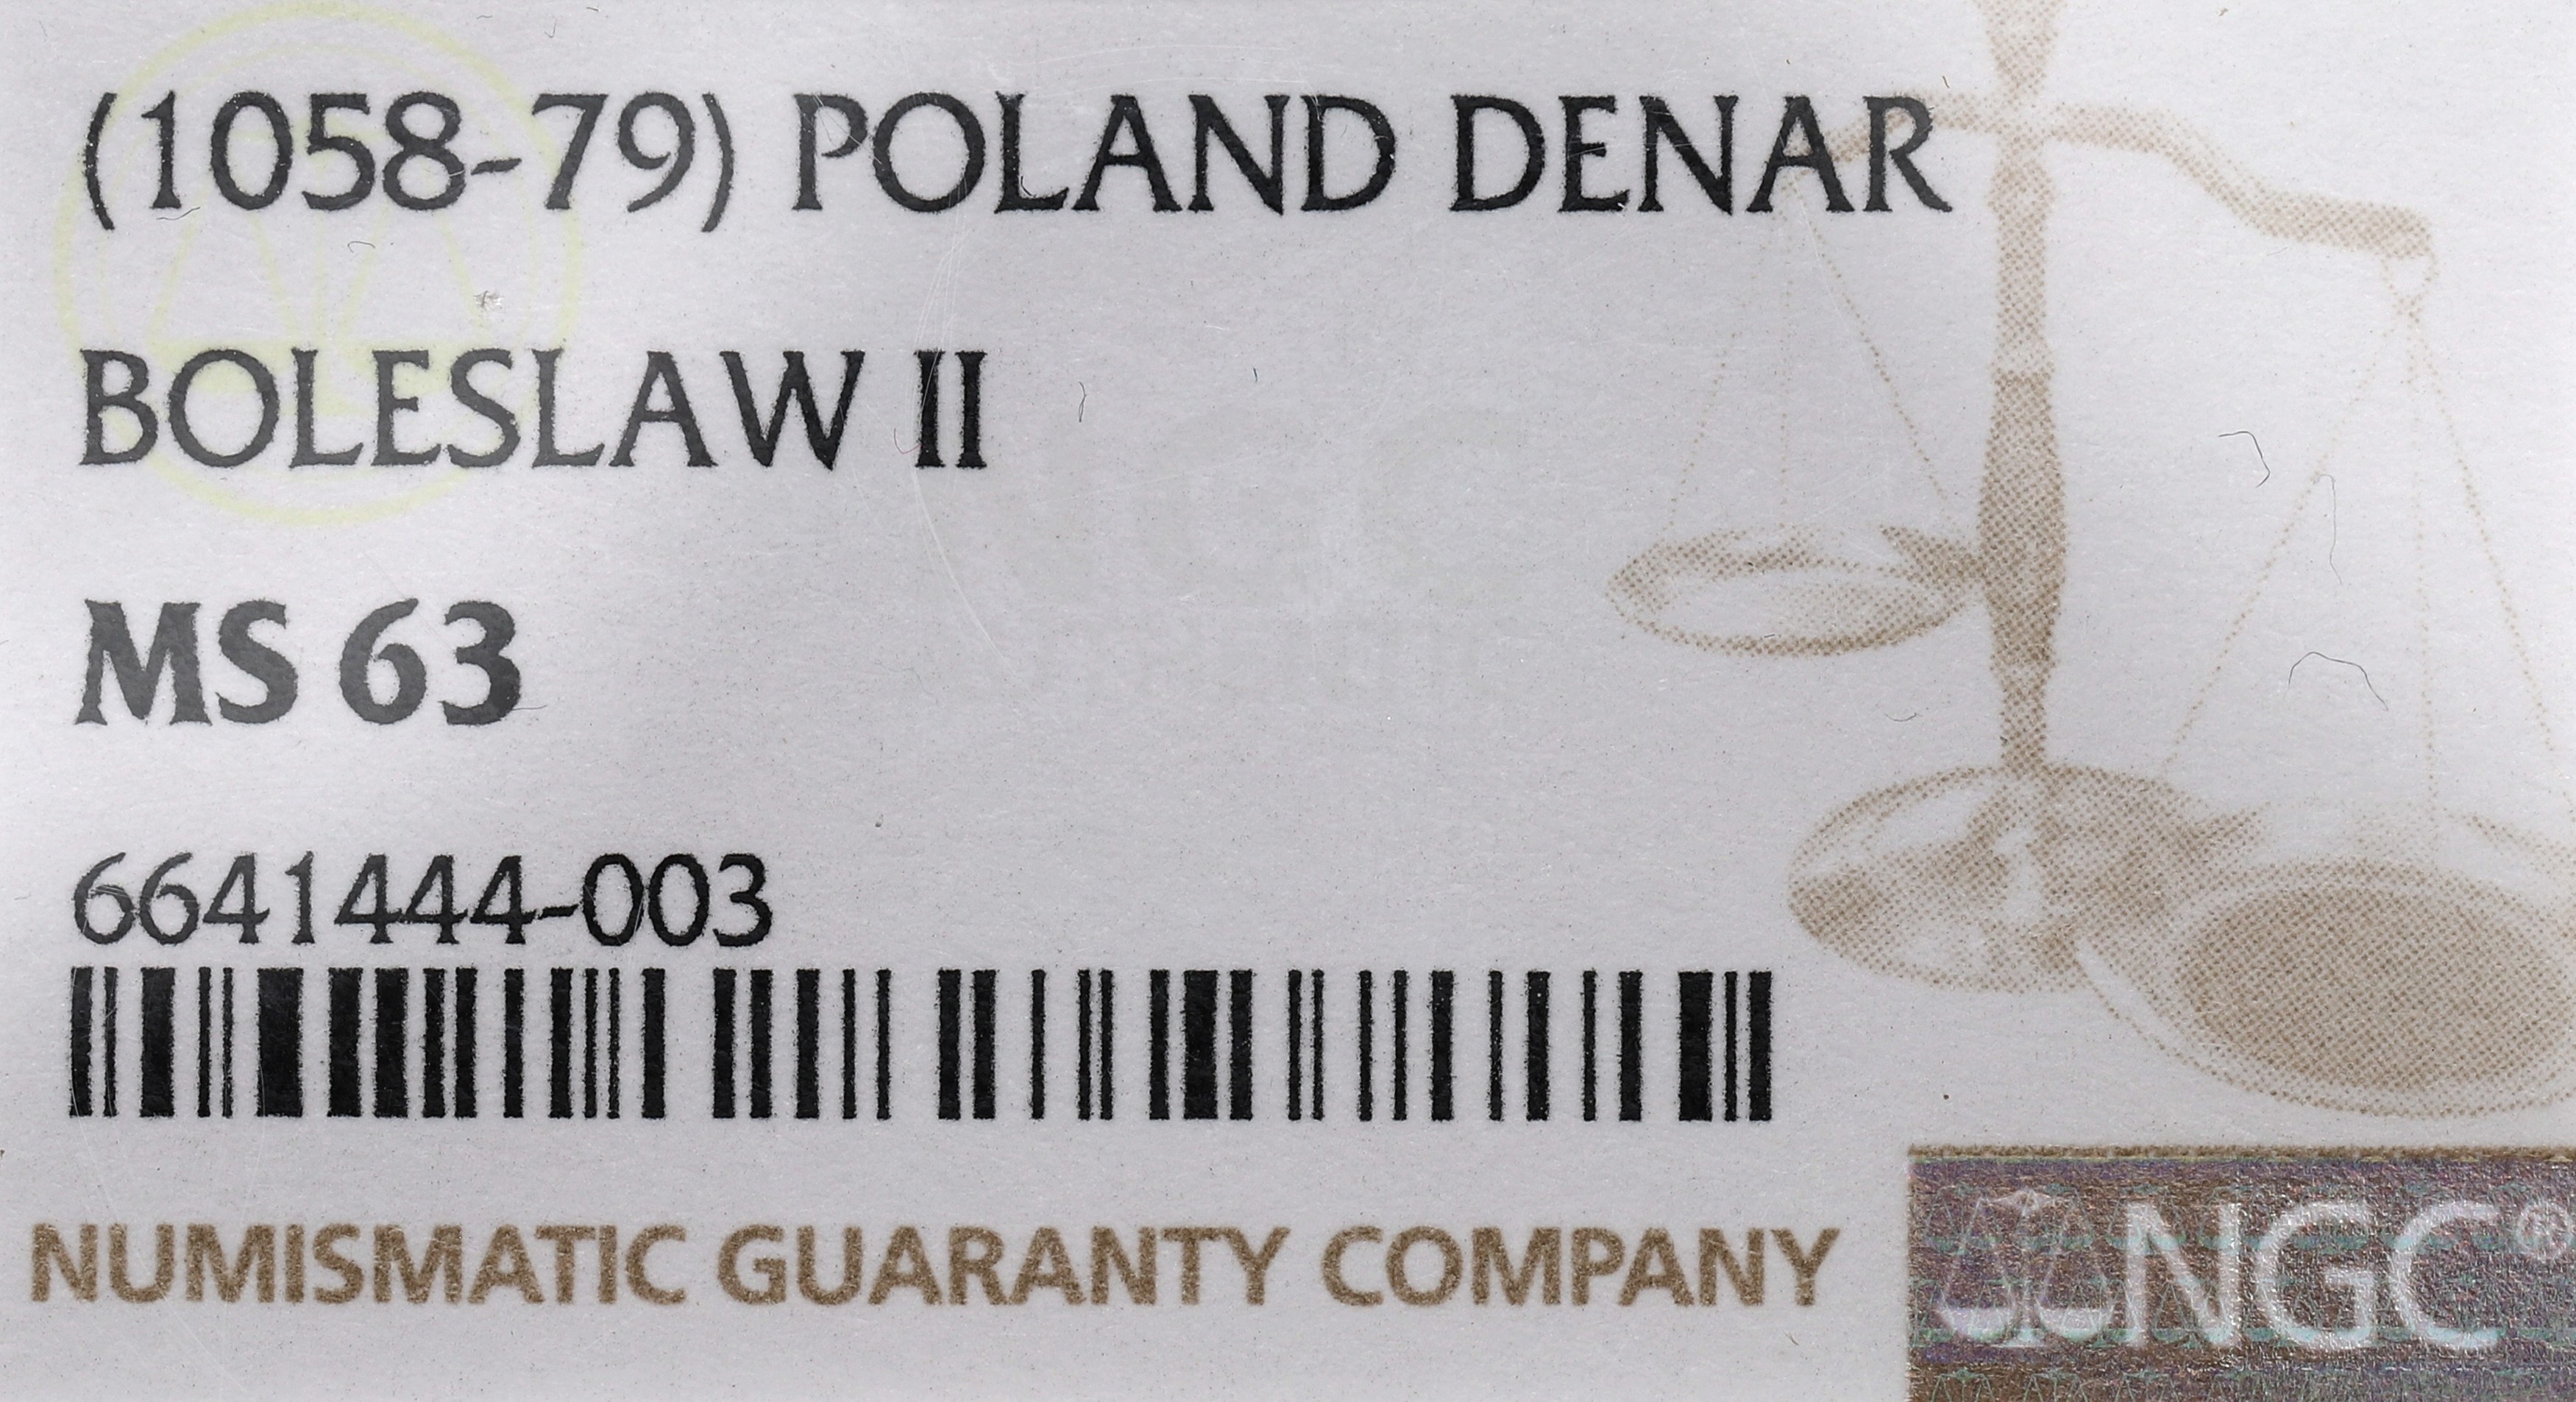 (1058-79) POLAND DENAR
BOLESLAW II
MS 63
6641444-003
NUMISMATIC GUARANTY COMPANY
NGC®